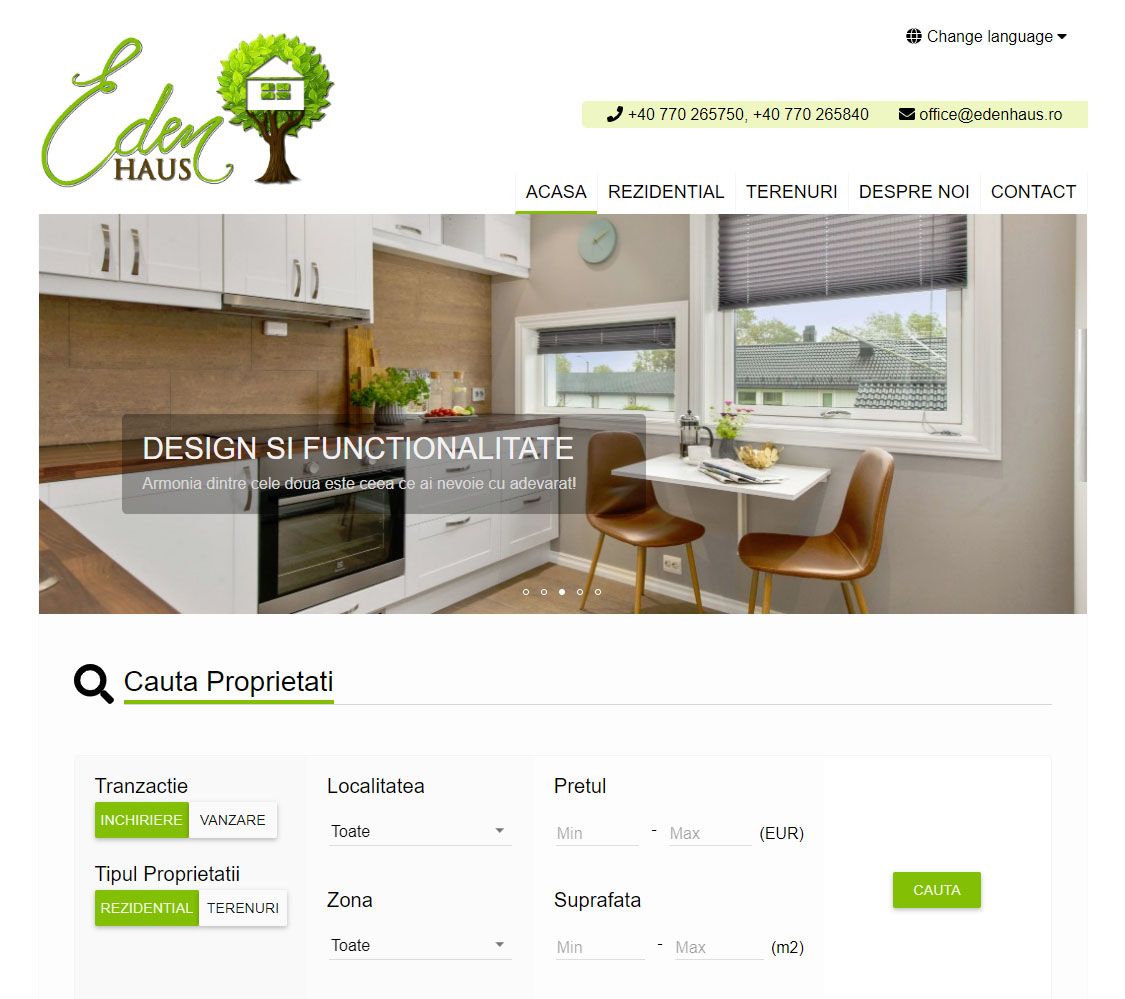 Change language
Eden
HAUS
+40 770 265750, +40 770 265840 office@edenhaus.ro
ACASA REZIDENTIAL TERENURI DESPRE NOI CONTACT
DESIGN SI FUNCTIONALITATE
Armonia dintre cele doua este ceea ce ai nevoie cu adevarat!
Cauta Proprietati
Tranzactie Localitatea Pretul
INCHIRIERE VANZARE Toate Min - Max (EUR)
Tipul Proprietatii Zona Suprafata CAUTA
REZIDENTIAL TERENURI Toate Min - Max (m2)